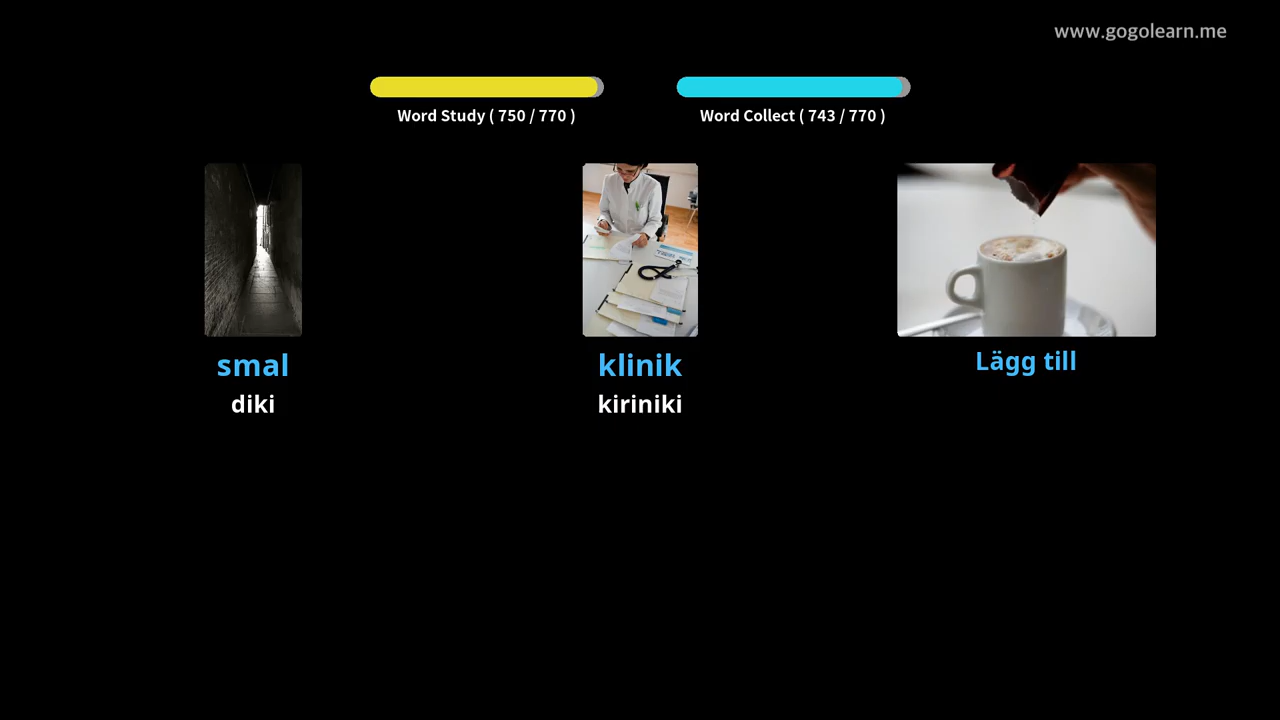 www.gogolearn.me
Word Study ( 750 / 770 )
Word Collect ( 743 / 770 )
smal
diki
klinik
kiriniki
Lägg till